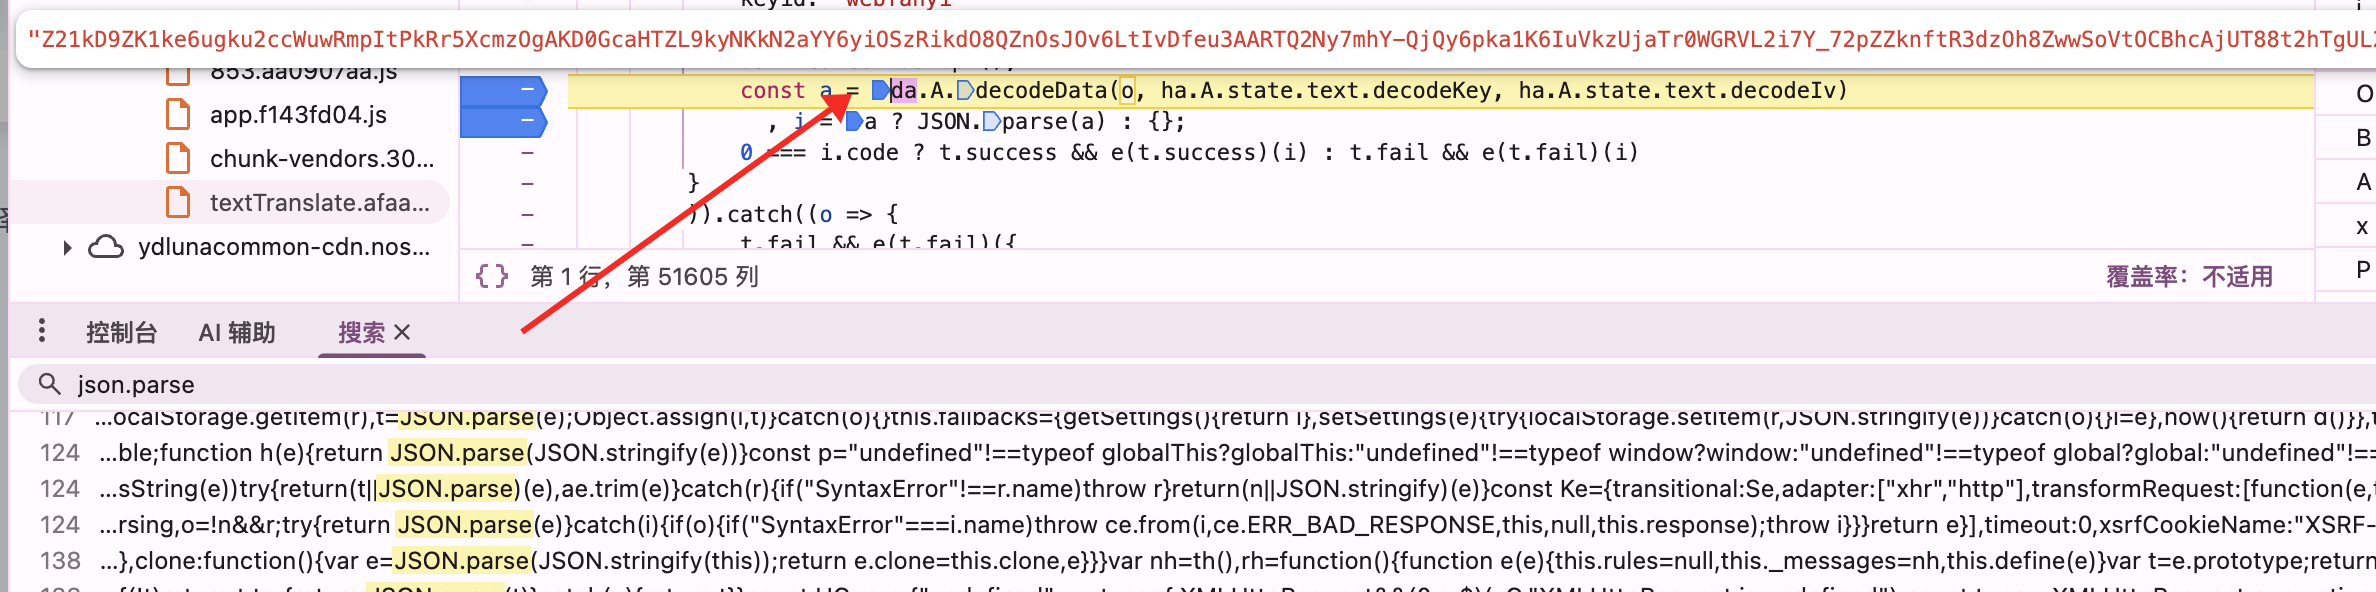 keyid: "webfanyi"
"Z21kD9ZK1ke6ugku2ccWuwRmpItPkRr5XcmzOgAKD0GcaHTZL9kyNKkN2aYY6yiOSzRikdO8QZnOsJOv6LtIvDfeu3AARTQ2Ny7mhY-QjQy6pka1K6IuVkzUjaTr0WGRVL2i7Y_72pZZknftR3dzOh8ZwwSoVtOCBhcAjUT88t2hTgUL2
853.aa0907aa.js
const a = da.A.decodeData(o, ha.A.state.text.decodeKey, ha.A.state.text.decodeIv)
app.f143fd04.js
, i = a ? JSON.parse(a) : {};
chunk-vendors.30...
0 === i.code ? t.success && e(t.success)(i) : t.fail && e(t.fail)(i)
}
textTranslate.afaa...
)).catch((o => {
t.fail && e(t.fail)({
ydlunacommon-cdn.nos...
{} 第 1 行，第 51605 列
覆盖率：不适用
O
B
A
x
P
控制台 AI 辅助 搜索 ×
json.parse
117 ...ocalStorage.getItem(r),t=JSON.parse(e);Object.assign(i,t)}catch(o){}this.fallbacks={getSettings(){return i},setSettings(e){try{localStorage.setItem(r,JSON.stringify(e))}catch(o){}i=e},now(){return d()}},t
124 ...ble;function h(e){return JSON.parse(JSON.stringify(e))}const p="undefined"!==typeof globalThis?globalThis:"undefined"!==typeof window?window:"undefined"!==typeof global?global:"undefined"!==
124 ...sString(e))try{return(t||JSON.parse)(e),ae.trim(e)}catch(r){if("SyntaxError"!==r.name)throw r}return(n||JSON.stringify)(e)}const Ke={transitional:Se,adapter:["xhr","http"],transformRequest:[function(e,t
124 ...rsing,o=!n&&r;try{return JSON.parse(e)}catch(i){if(o){if("SyntaxError"===i.name)throw ce.from(i,ce.ERR_BAD_RESPONSE,this,null,this.response);throw i}}}return e}],timeout:0,xsrfCookieName:"XSRF-
138 ...},clone:function(){var e=JSON.parse(JSON.stringify(this));return e.clone=this.clone,e}}}var nh=th(),rh=function(){function e(e){this.rules=null,this._messages=nh,this.define(e)}var t=e.prototype;return